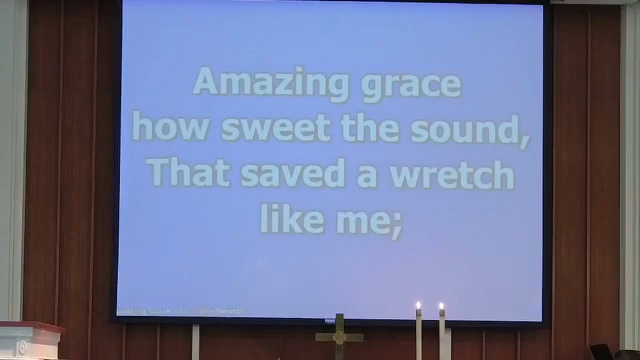 Amazing grace
how sweet the sound,
That saved a wretch
like me;